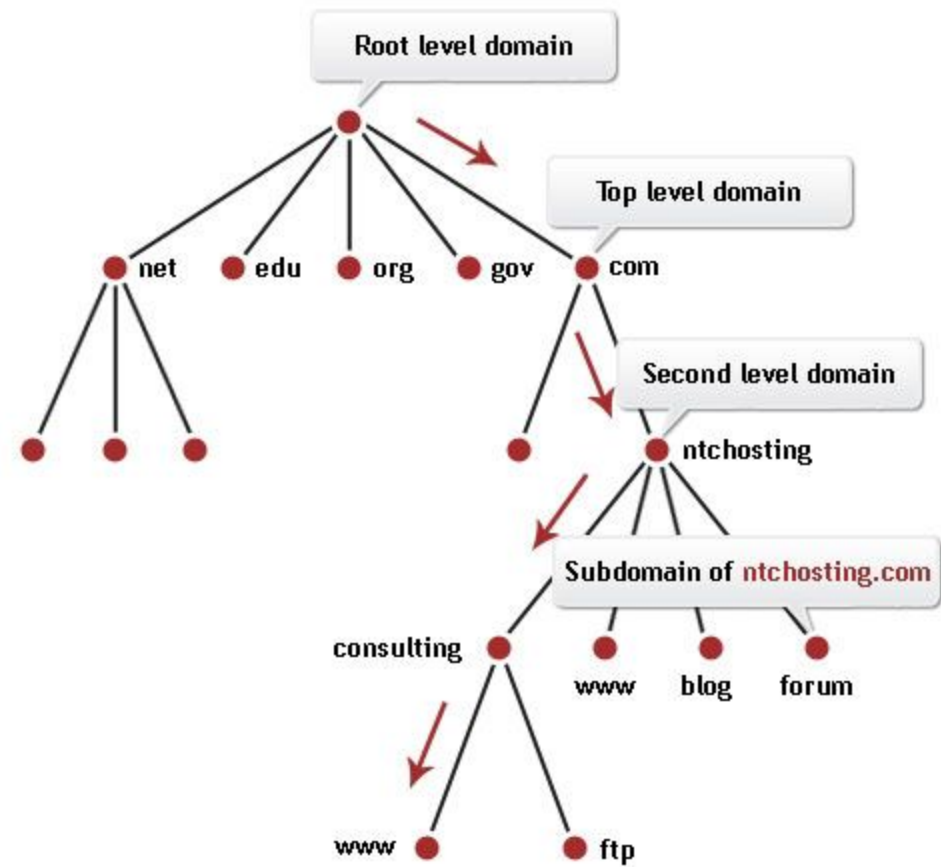 Root level domain
Top level domain
net
edu
org
gov
com
Second level domain
ntchosting
Subdomain of ntchosting.com
consulting
www
blog
forum
www
ftp